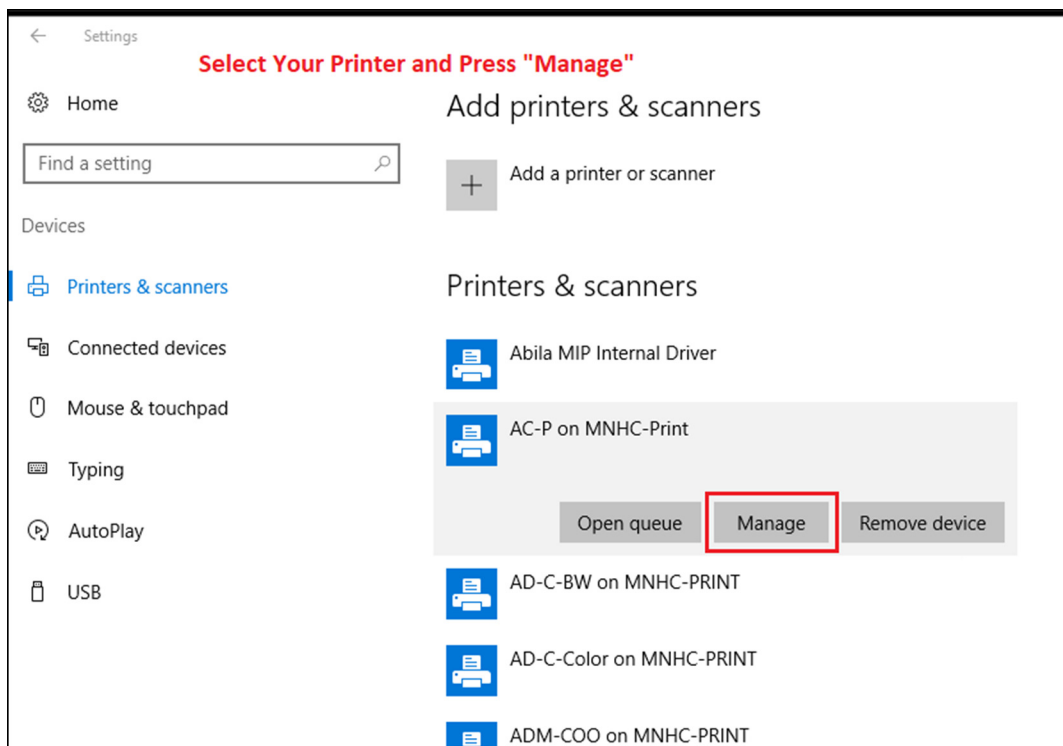 Settings
Select Your Printer and Press "Manage"
Home
Find a setting
Devices
Printers & scanners
Connected devices
Mouse & touchpad
Typing
AutoPlay
USB
Add printers & scanners
Add a printer or scanner
Printers & scanners
Abila MIP Internal Driver
AC-P on MNHC-Print
Open queue Manage Remove device
AD-C-BW on MNHC-PRINT
AD-C-Color on MNHC-PRINT
ADM-COO on MNHC-PRINT